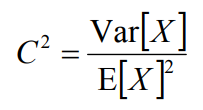 C² = Var[X] / E[X]²